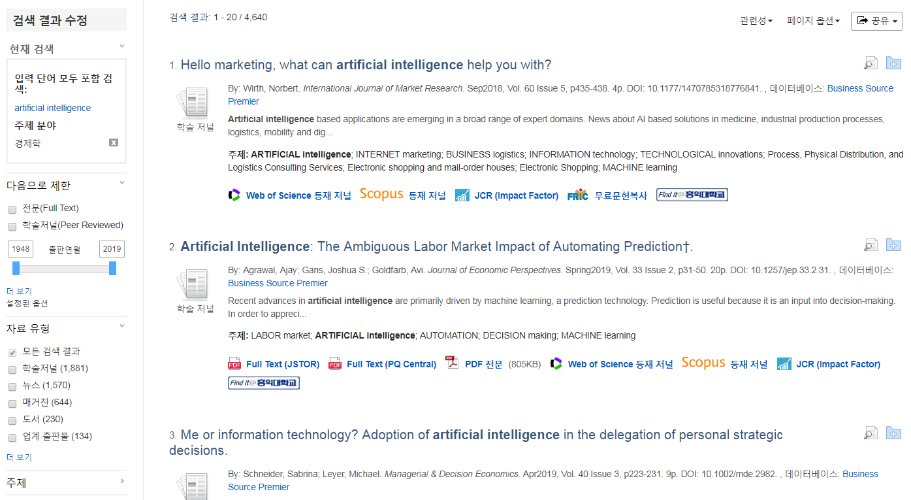 검색 결과 수정
현재 검색
입력 단어 모두 포함 검
색:
artificial intelligence
주제 분야
경제학
다음으로 제한
전문(Full Text)
학술저널(Peer Reviewed)
1948 출판연월 2019
더 보기
설정된 옵션
자료 유형
모든 검색 결과
학술저널 (1,881)
뉴스 (1,570)
매거진 (644)
도서 (230)
업계 출판물 (134)
더 보기
주제
검색 결과: 1 - 20 / 4,640
관련성 페이지 옵션 공유
1. Hello marketing, what can artificial intelligence help you with?
학술 저널
By: Wirth, Norbert. International Journal of Market Research. Sep2018, Vol. 60 Issue 5, p435-438. 4p. DOI: 10.1177/1470785318776841. , 데이터베이스: Business Source
Premier
Artificial intelligence based applications are emerging in a broad range of expert domains. News about AI based solutions in medicine, industrial production processes,
logistics, mobility and dig...
주제: ARTIFICIAL intelligence; INTERNET marketing; BUSINESS logistics; INFORMATION technology; TECHNOLOGICAL innovations; Process, Physical Distribution, and
Logistics Consulting Services; Electronic shopping and mail-order houses; Electronic Shopping; MACHINE learning
Web of Science 등재 저널 Scopus 등재 저널 JCR (Impact Factor) FRIC 무료문헌복사 Find it@홍익대학교
2. Artificial Intelligence: The Ambiguous Labor Market Impact of Automating Prediction†.
학술 저널
By: Agrawal, Ajay; Gans, Joshua S.; Goldfarb, Avi. Journal of Economic Perspectives. Spring2019, Vol. 33 Issue 2, p31-50. 20p. DOI: 10.1257/jep.33.2.31. , 데이터베이스:
Business Source Premier
Recent advances in artificial intelligence are primarily driven by machine learning, a prediction technology. Prediction is useful because it is an input into decision-making.
In order to appreci...
주제: LABOR market; ARTIFICIAL intelligence; AUTOMATION; DECISION making; MACHINE learning
Full Text (JSTOR) Full Text (PQ Central) PDF 전문 (805KB) Web of Science 등재 저널 Scopus 등재 저널 JCR (Impact Factor)
Find it@홍익대학교
3. Me or information technology? Adoption of artificial intelligence in the delegation of personal strategic
decisions.
By: Schneider, Sabrina; Leyer, Michael. Managerial & Decision Economics. Apr2019, Vol. 40 Issue 3, p223-231. 9p. DOI: 10.1002/mde.2982. , 데이터베이스: Business
Source Premier